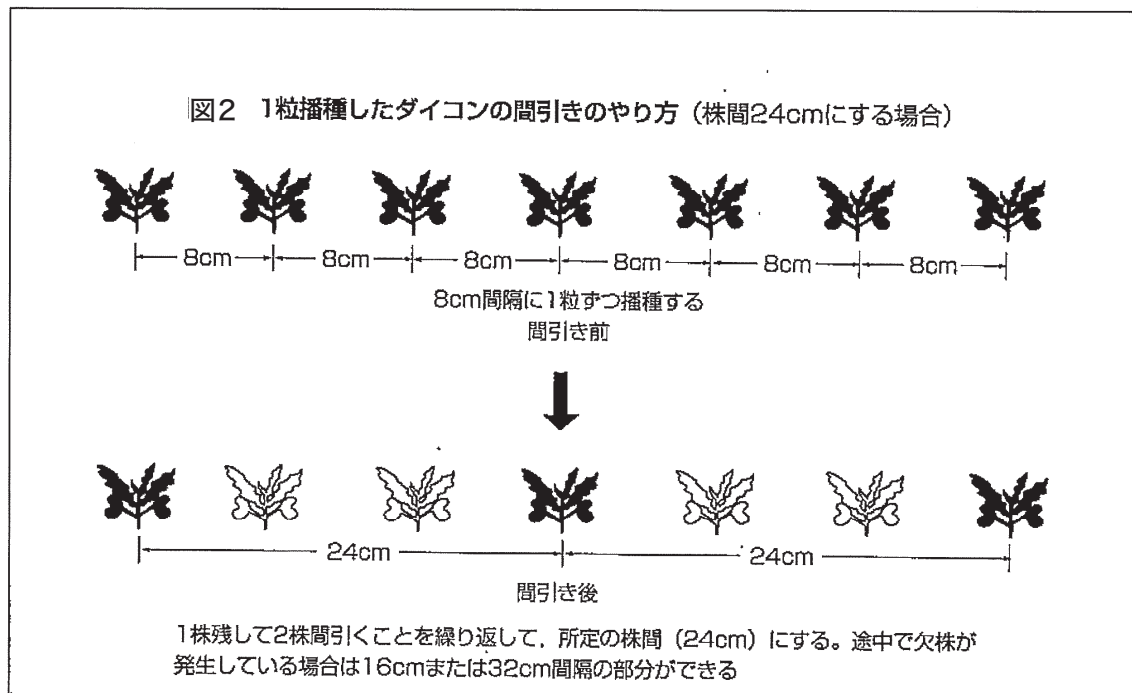 図2 1粒播種したダイコンの間引きのやり方（株間24cmにする場合）
8cm 8cm 8cm 8cm 8cm 8cm
8cm間隔に1粒ずつ播種する
間引き前
24cm 24cm
間引き後
1株残して2株間引くことを繰り返して，所定の株間（24cm）にする。途中で欠株が
発生している場合は16cmまたは32cm間隔の部分ができる